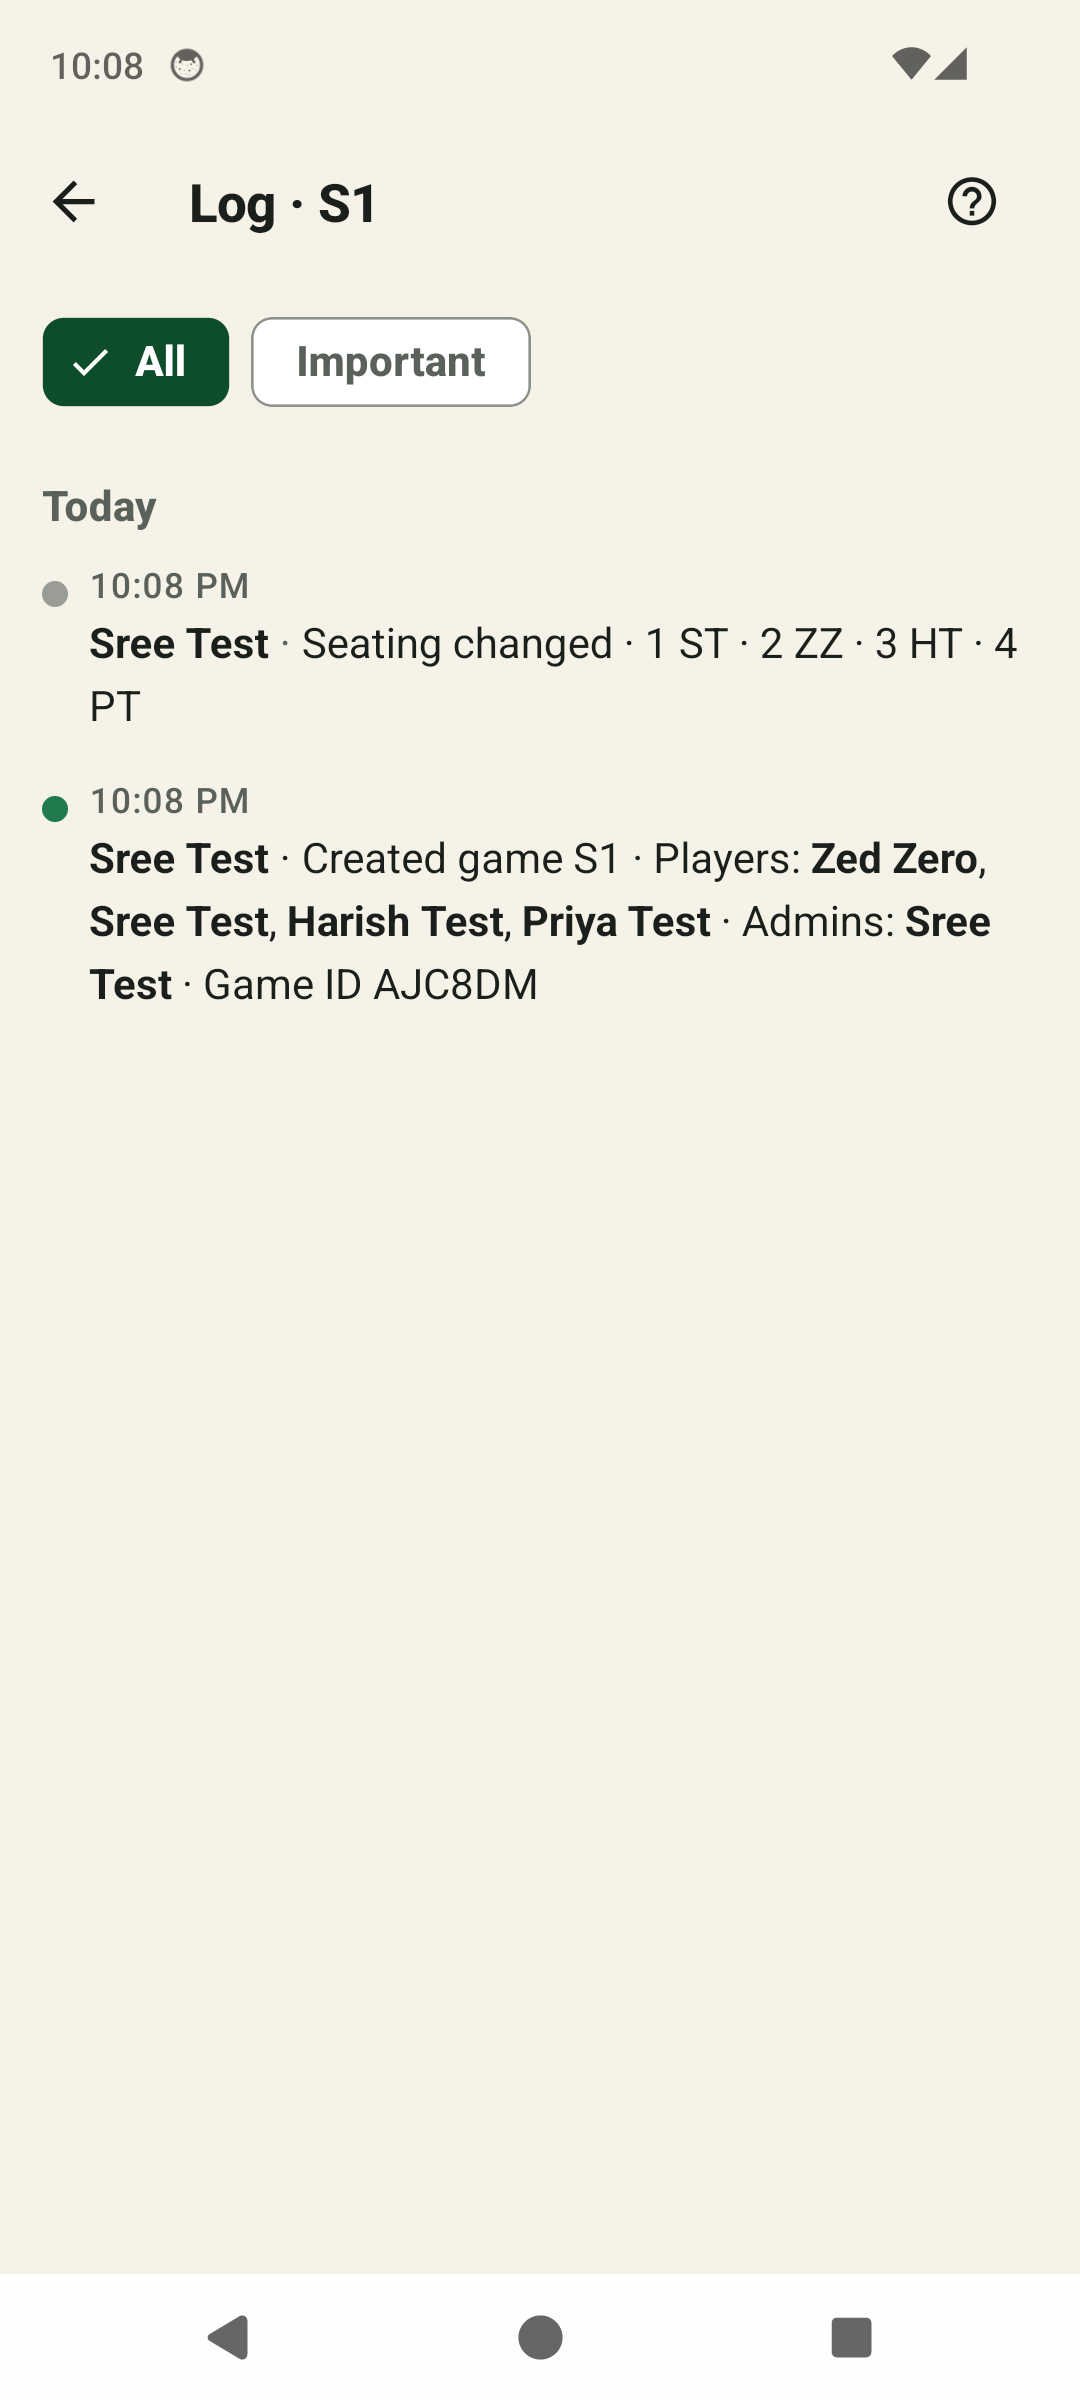 10:08
Log · S1
All
Important
Today
10:08 PM
Sree Test · Seating changed · 1 ST · 2 ZZ · 3 HT · 4
PT
10:08 PM
Sree Test · Created game S1 · Players: Zed Zero,
Sree Test, Harish Test, Priya Test · Admins: Sree
Test · Game ID AJC8DM